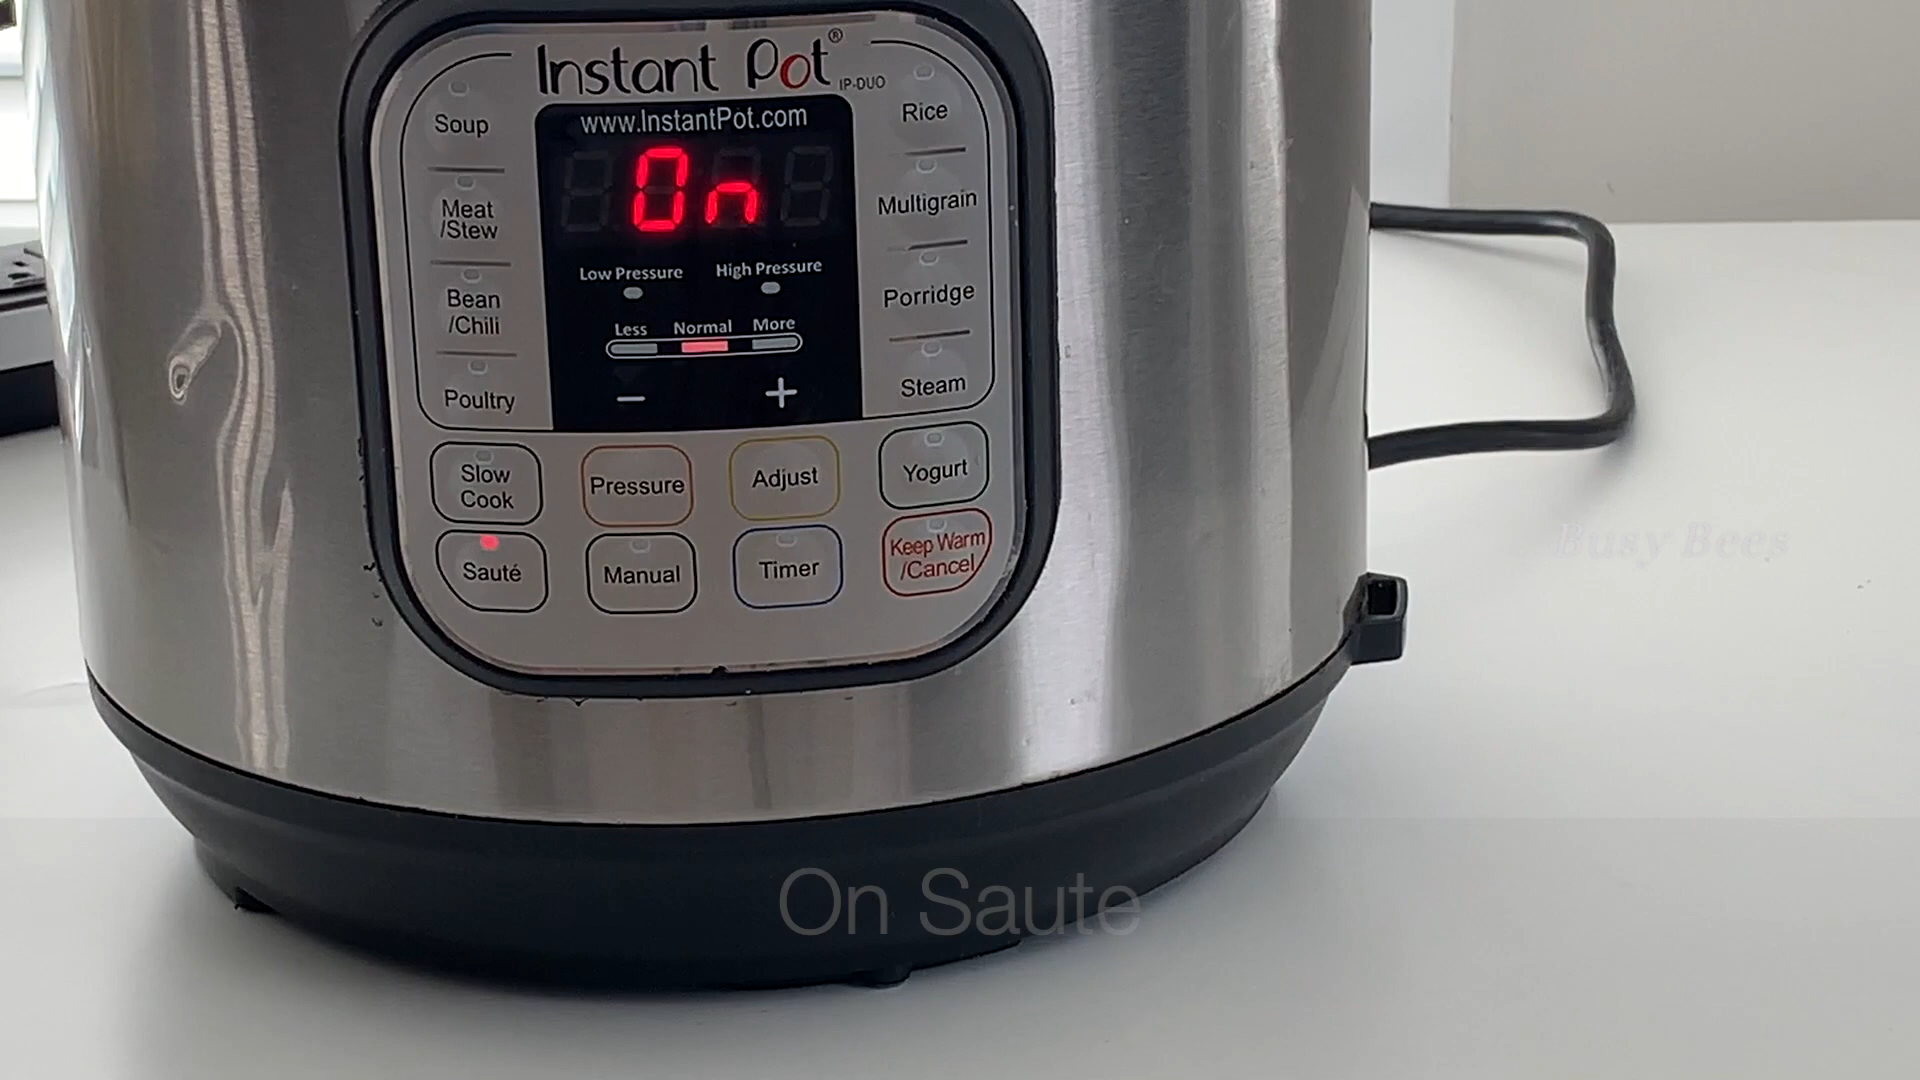 Instant Pot®
IP-DUO
www.InstantPot.com
On
Low Pressure
High Pressure
Less
Normal
More
−
+
Soup
Meat
/Stew
Bean
/Chili
Poultry
Rice
Multigrain
Porridge
Steam
Slow
Cook
Pressure
Adjust
Yogurt
Sauté
Manual
Timer
Keep Warm
/Cancel
Busy Bees
On Saute